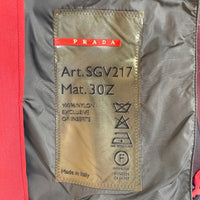 PRADA
Art. SGV217
Mat. 30Z
100%NYLON
EXCLUSIVE
OF INSERTS
Made in Italy